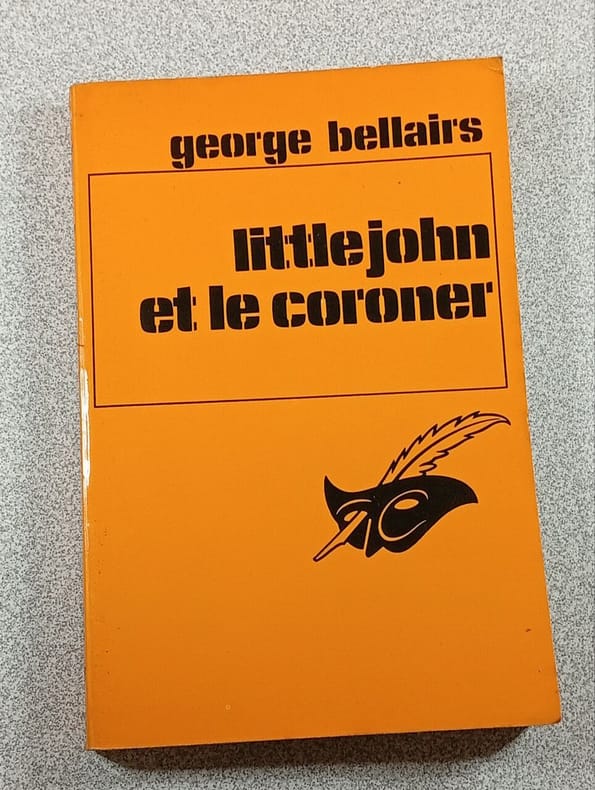 george bellairs
littlejohn
et le coroner